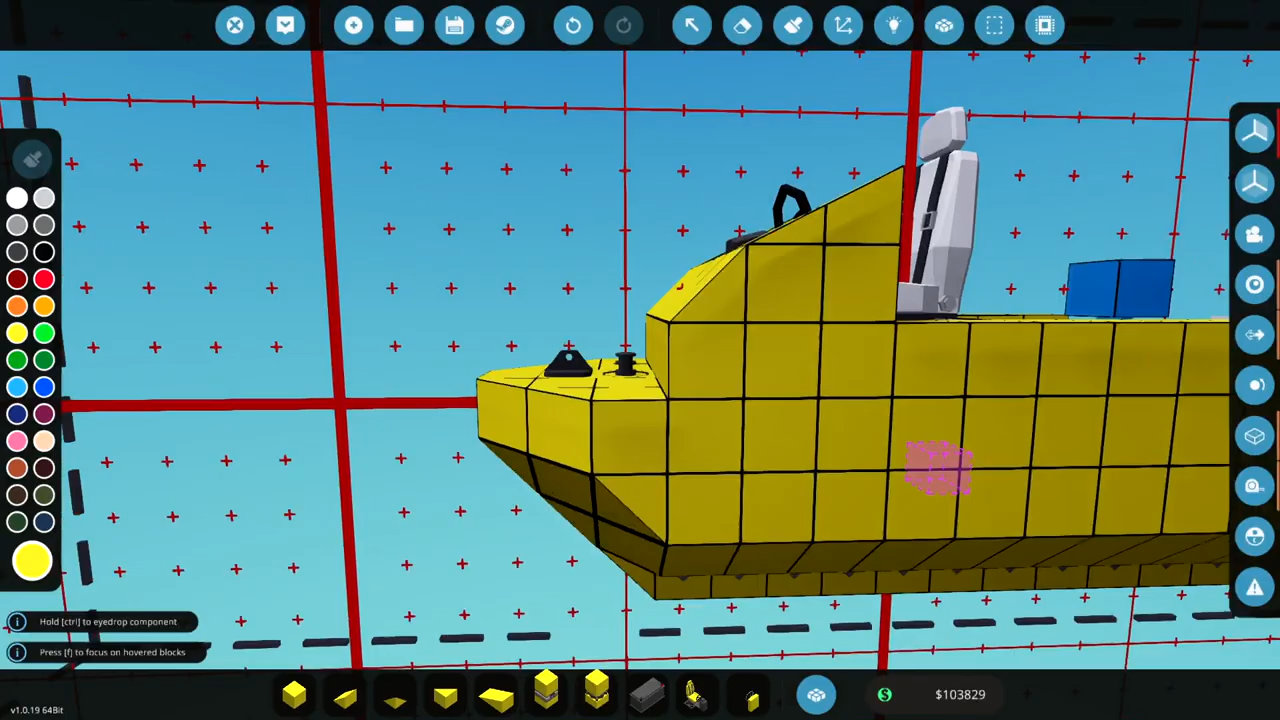 Hold [ctrl] to eyedrop component
Press [f] to focus on hovered blocks
v1.0.19 64Bit
$103829